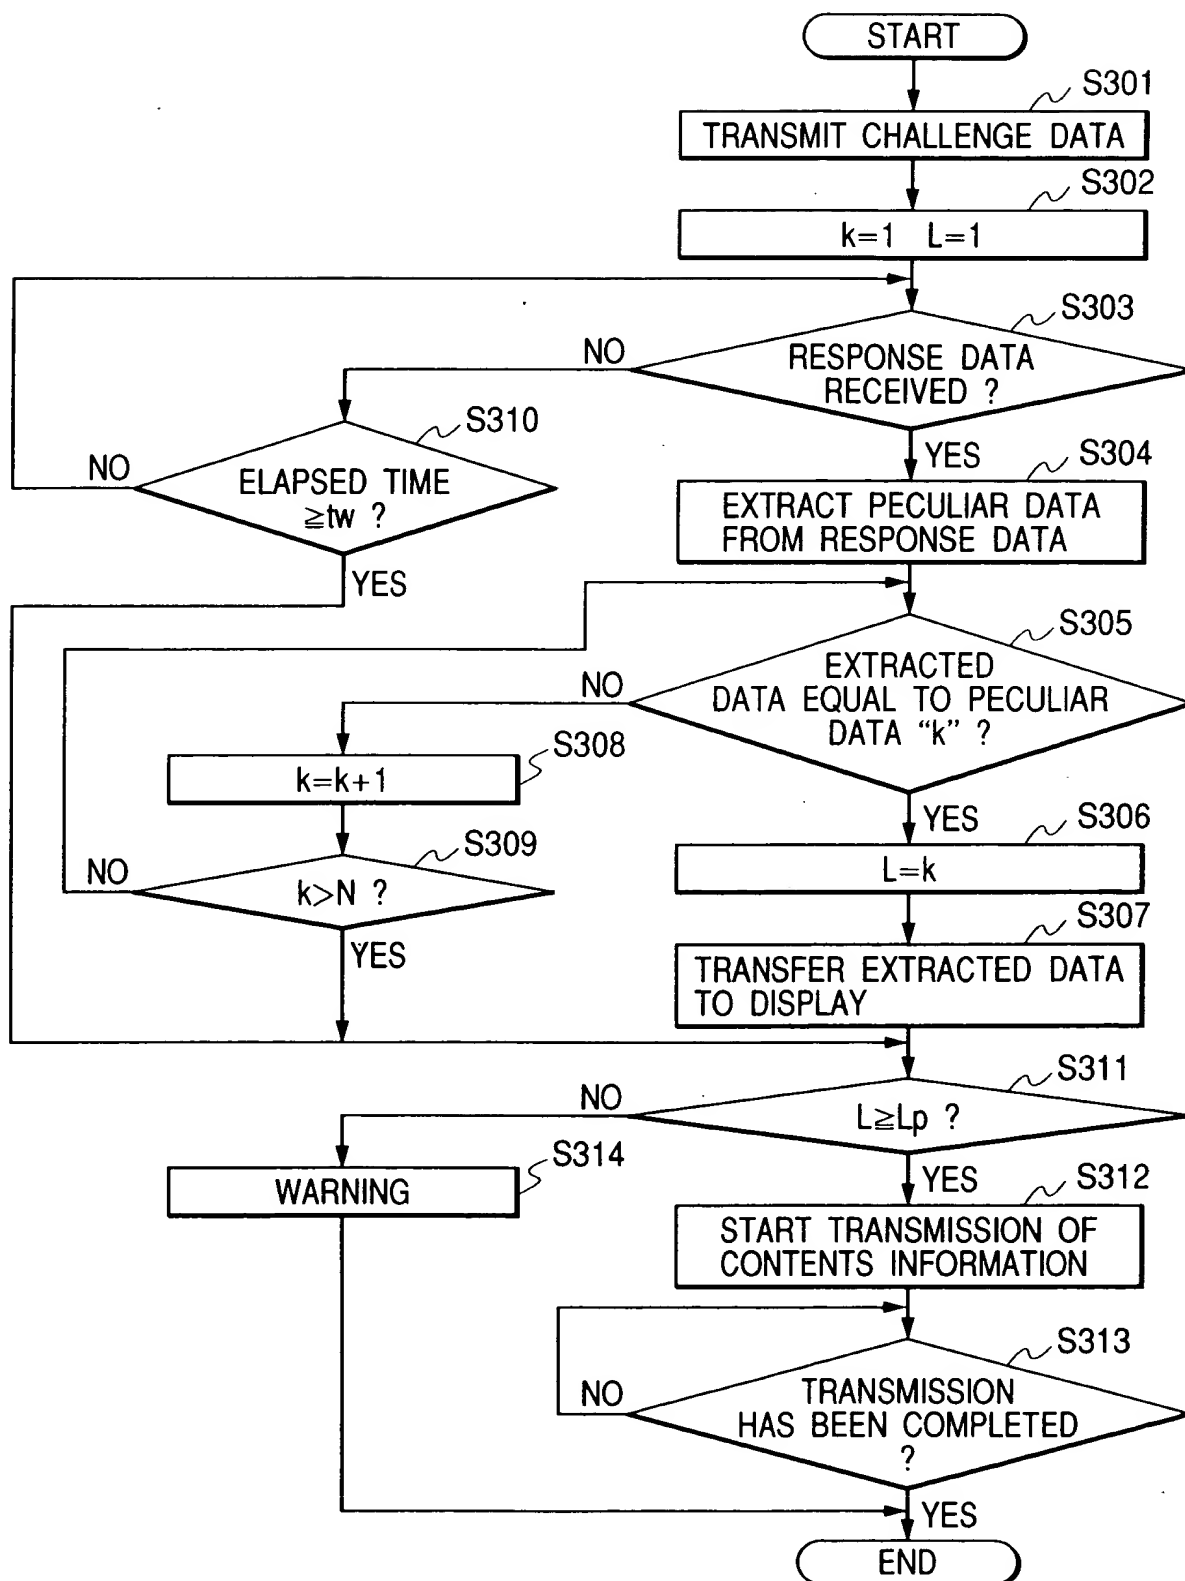 START
S301
TRANSMIT CHALLENGE DATA
S302
k=1 L=1
S303
NO
RESPONSE DATA
RECEIVED ?
S310
NO
YES
S304
ELAPSED TIME
≧tw ?
EXTRACT PECULIAR DATA
FROM RESPONSE DATA
YES
S305
NO
EXTRACTED
DATA EQUAL TO PECULIAR
DATA “k” ?
S308
k=k+1
YES
S306
S309
NO
k>N ?
L=k
YES
S307
TRANSFER EXTRACTED DATA
TO DISPLAY
S311
NO
L≧Lp ?
S314
YES
S312
WARNING
START TRANSMISSION OF
CONTENTS INFORMATION
S313
NO
TRANSMISSION
HAS BEEN COMPLETED
?
YES
END